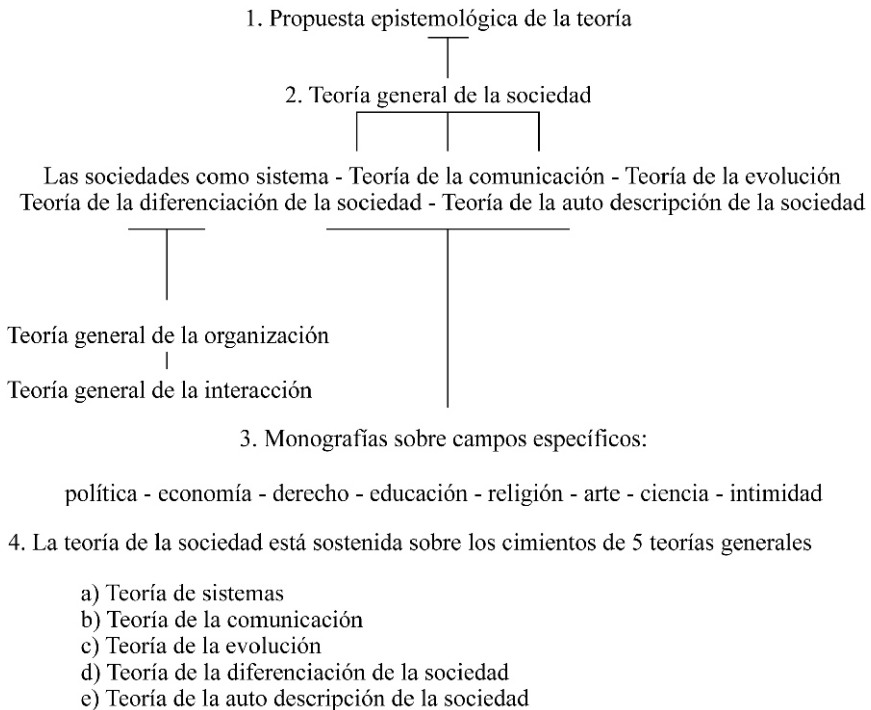 1. Propuesta epistemológica de la teoría
2. Teoría general de la sociedad
Las sociedades como sistema - Teoría de la comunicación - Teoría de la evolución
Teoría de la diferenciación de la sociedad - Teoría de la auto descripción de la sociedad
Teoría general de la organización
Teoría general de la interacción
3. Monografías sobre campos específicos:
política - economía - derecho - educación - religión - arte - ciencia - intimidad
4. La teoría de la sociedad está sostenida sobre los cimientos de 5 teorías generales
a) Teoría de sistemas
b) Teoría de la comunicación
c) Teoría de la evolución
d) Teoría de la diferenciación de la sociedad
e) Teoría de la auto descripción de la sociedad